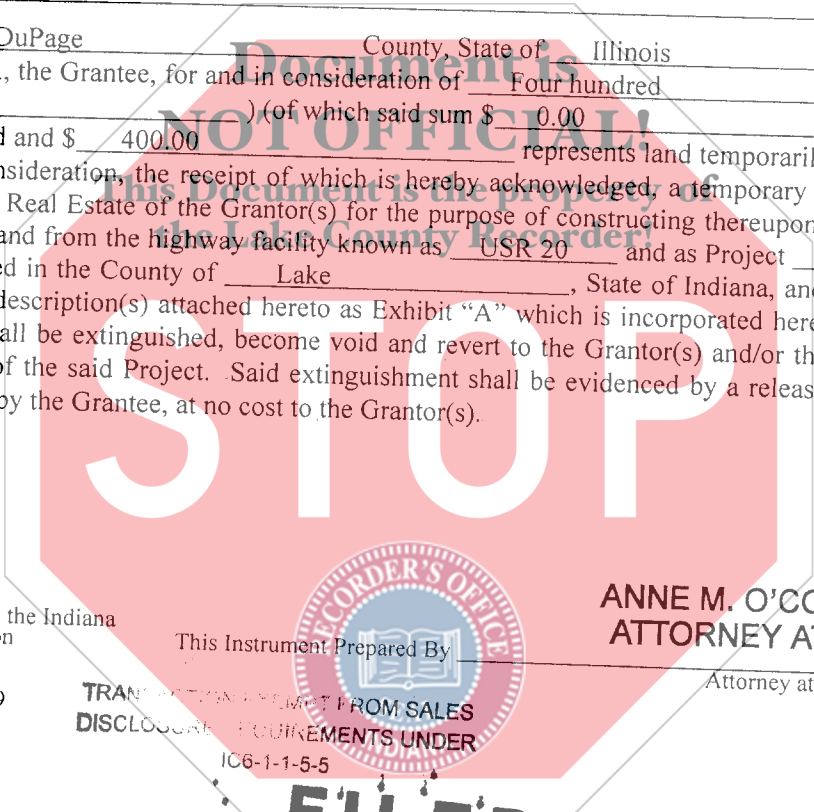 DuPage County, State of Illinois
., the Grantee, for and in consideration of Four hundred
) (of which said sum $ 0.00
d and $ 400.00 represents land temporaril
nsideration, the receipt of which is hereby acknowledged, a temporary
Real Estate of the Grantor(s) for the purpose of constructing thereupon
and from the highway facility known as USR 20 and as Project
ed in the County of Lake , State of Indiana, and
description(s) attached hereto as Exhibit “A” which is incorporated here
all be extinguished, become void and revert to the Grantor(s) and/or th
of the said Project. Said extinguishment shall be evidenced by a releas
by the Grantee, at no cost to the Grantor(s).
Document is
NOT OFFICIAL!
This Document is the property of
the Lake County Recorder!
STOP
RECORDER'S OFFICE
ANNE M. O'CO
ATTORNEY AT
the Indiana
on
This Instrument Prepared By
Attorney at
9
FROM SALES
UNDER
IC6-1-1-5-5
FILED